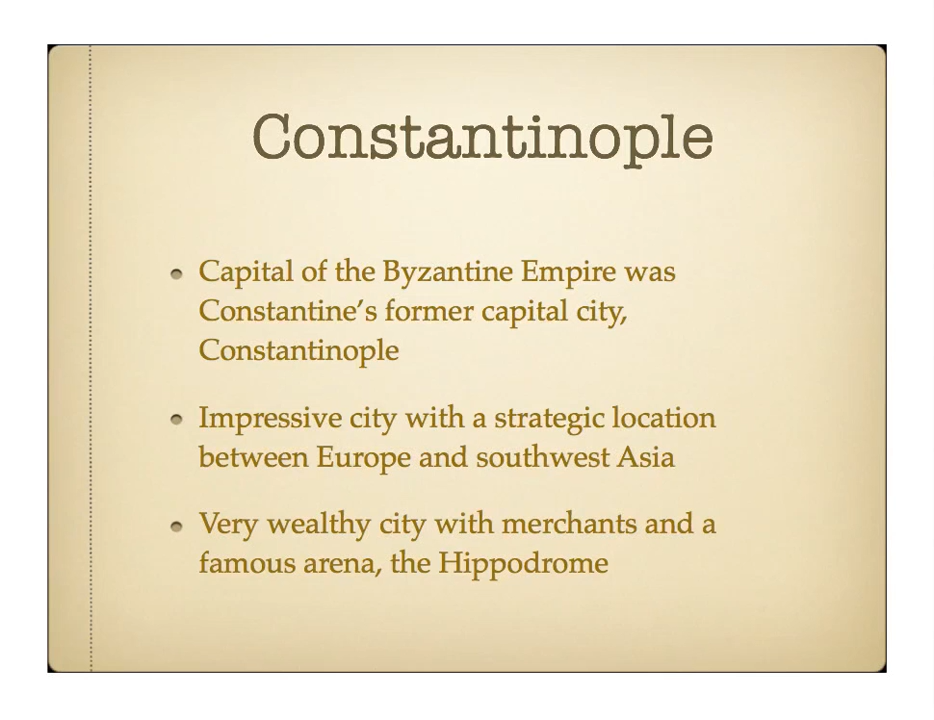 Constantinople
Capital of the Byzantine Empire was
Constantine’s former capital city,
Constantinople
Impressive city with a strategic location
between Europe and southwest Asia
Very wealthy city with merchants and a
famous arena, the Hippodrome